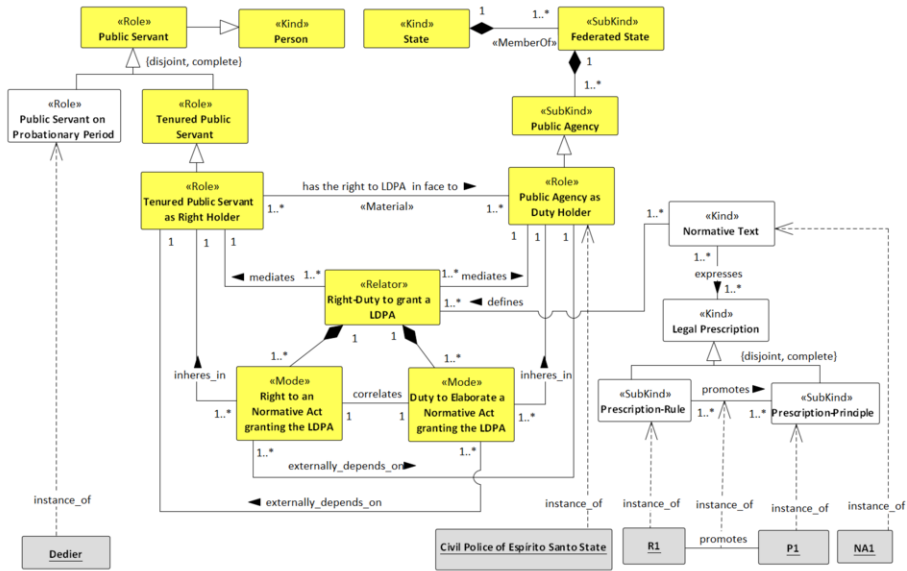 «Role»
Public Servant
«Kind»
Person
«Kind»
State
1
1..*
«MemberOf»
«SubKind»
Federated State
{disjoint, complete}
1
1..*
«Role»
Public Servant on
Probationary Period
«Role»
Tenured Public
Servant
«SubKind»
Public Agency
«Role»
Tenured Public Servant
as Right Holder
has the right to LDPA in face to
1..*
«Material»
1..*
«Role»
Public Agency as
Duty Holder
1..*
«Kind»
Normative Text
1
1
1
1
1
1
1..*
expresses
1..*
mediates
1..*
«Relator»
Right-Duty to grant a
LDPA
1..*
mediates
1..*
defines
«Kind»
Legal Prescription
1
1
1..*
1..*
{disjoint, complete}
inheres_in
1..*
«Mode»
Right to an
Normative Act
granting the LDPA
correlates
1
1
«Mode»
Duty to Elaborate a
Normative Act
granting the LDPA
inheres_in
1..*
«SubKind»
Prescription-Rule
promotes
1..*
1..*
«SubKind»
Prescription-Principle
1..*
externally_depends_on
1..*
instance_of
externally_depends_on
instance_of
instance_of
instance_of
instance_of
instance_of
Dedier
Civil Police of Espírito Santo State
R1
promotes
P1
NA1